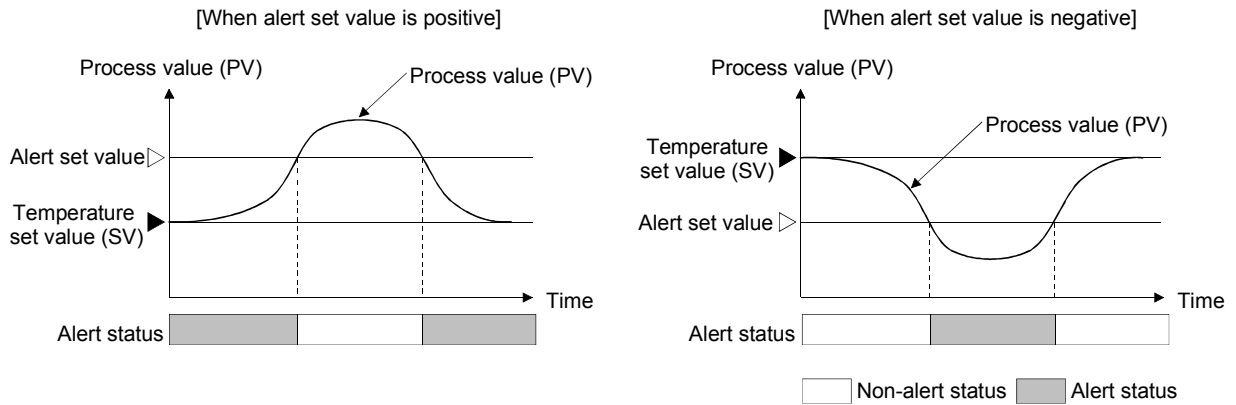 [When alert set value is positive]
Process value (PV)
Process value (PV)
Alert set value
Temperature
set value (SV)
Time
Alert status
[When alert set value is negative]
Process value (PV)
Process value (PV)
Temperature
set value (SV)
Alert set value
Time
Alert status
Non-alert status
Alert status